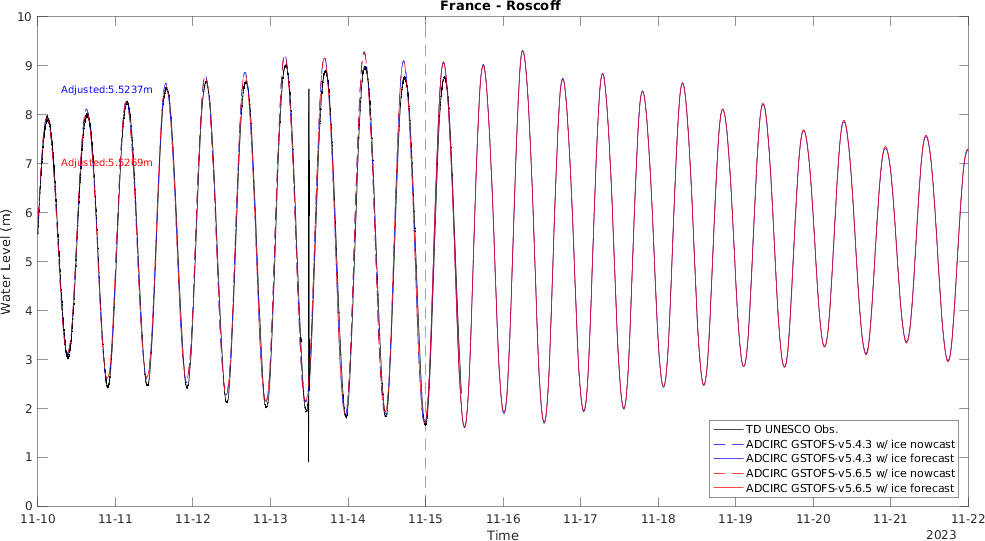 France - Roscoff
10
9
8
7
6
5
4
3
2
1
0
Water Level (m)
Adjusted:5.5237m
Adjusted:5.5269m
TD UNESCO Obs.
ADCIRC GSTOFS-v5.4.3 w/ ice nowcast
ADCIRC GSTOFS-v5.4.3 w/ ice forecast
ADCIRC GSTOFS-v5.6.5 w/ ice nowcast
ADCIRC GSTOFS-v5.6.5 w/ ice forecast
11-10 11-11 11-12 11-13 11-14 11-15 11-16 11-17 11-18 11-19 11-20 11-21 11-22
Time
2023